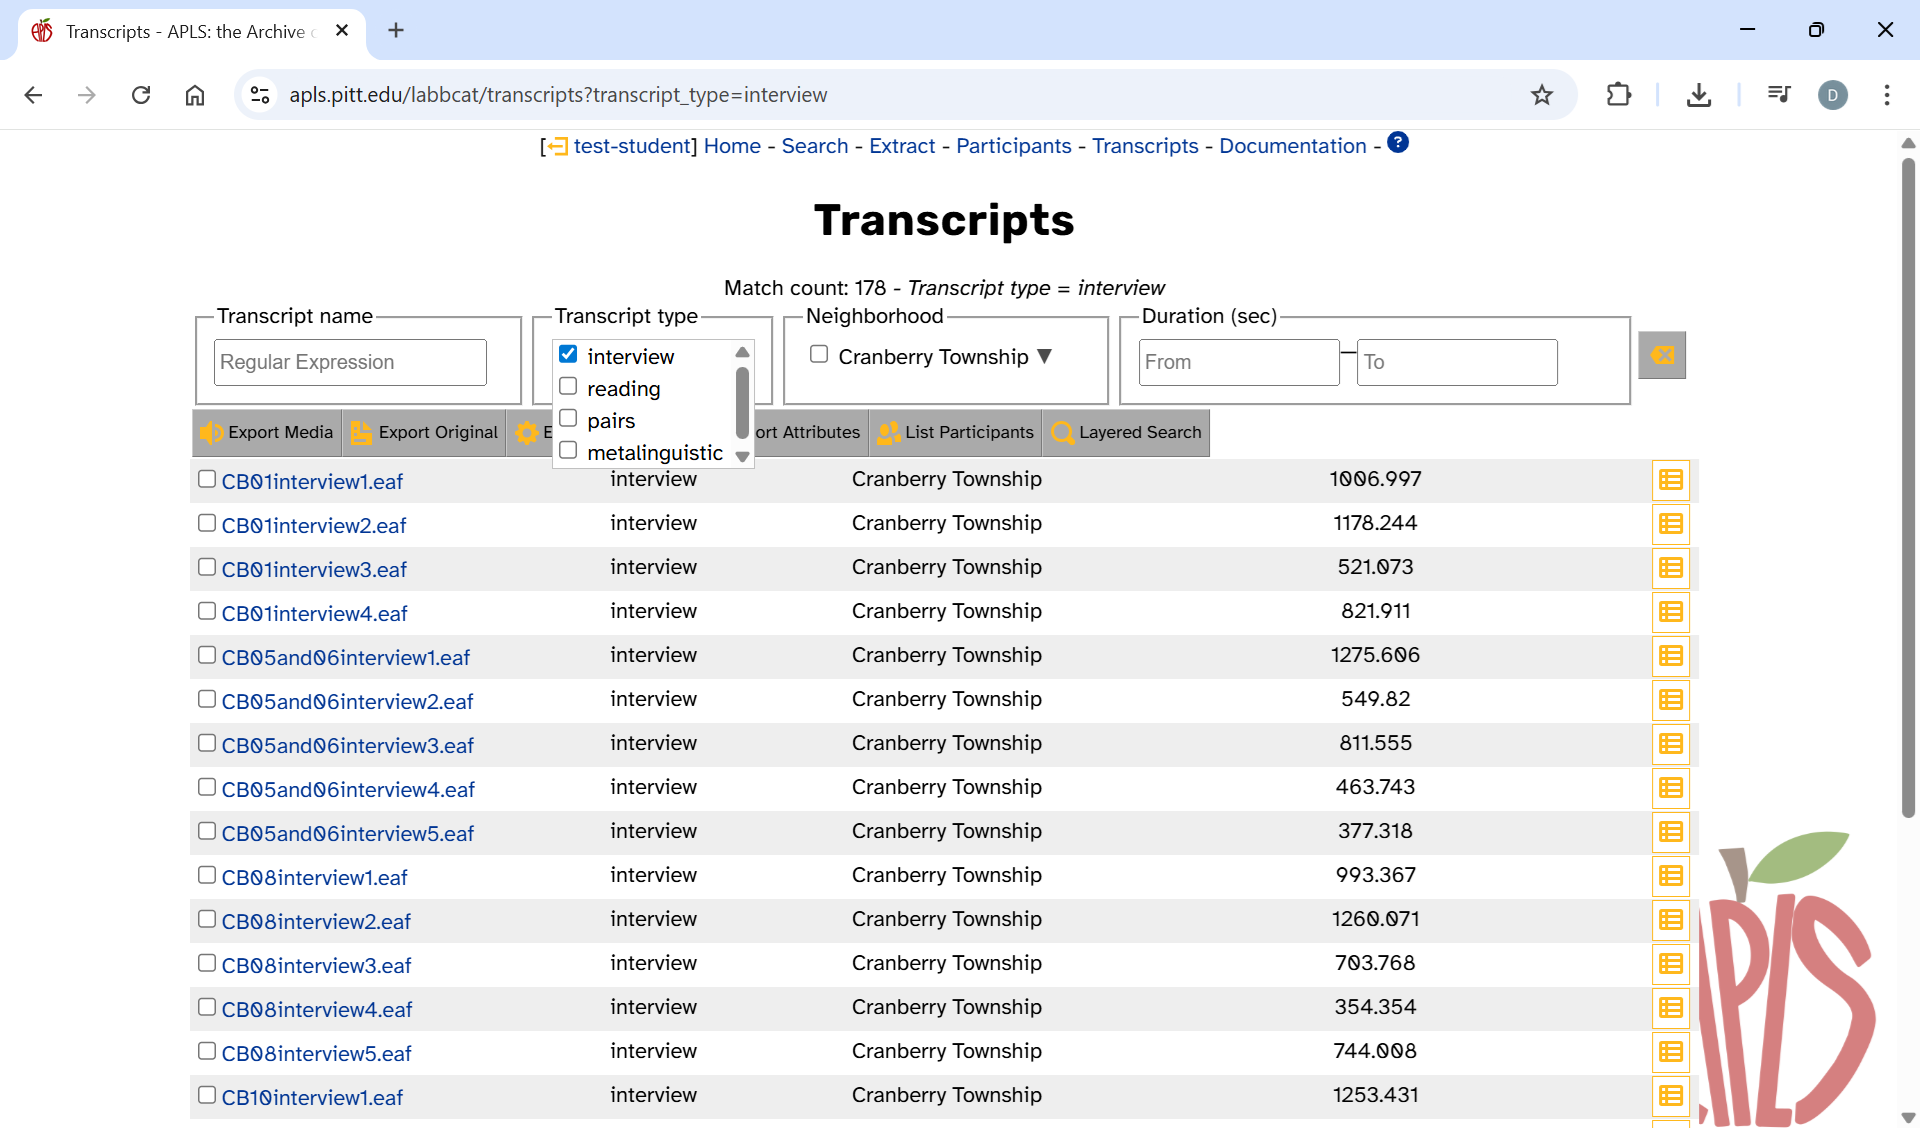 Transcripts - APLS: the Archive
apls.pitt.edu/labbcat/transcripts?transcript_type=interview
D
[ test-student] Home - Search - Extract - Participants - Transcripts - Documentation - ?
Transcripts
Match count: 178 - Transcript type = interview
Transcript name Transcript type Neighborhood Duration (sec)
Regular Expression interview Cranberry Township ▼ From – To
reading
pairs
metalinguistic
Export Media Export Original E ort Attributes List Participants Layered Search
CB01interview1.eaf interview Cranberry Township 1006.997
CB01interview2.eaf interview Cranberry Township 1178.244
CB01interview3.eaf interview Cranberry Township 521.073
CB01interview4.eaf interview Cranberry Township 821.911
CB05and06interview1.eaf interview Cranberry Township 1275.606
CB05and06interview2.eaf interview Cranberry Township 549.82
CB05and06interview3.eaf interview Cranberry Township 811.555
CB05and06interview4.eaf interview Cranberry Township 463.743
CB05and06interview5.eaf interview Cranberry Township 377.318
CB08interview1.eaf interview Cranberry Township 993.367
CB08interview2.eaf interview Cranberry Township 1260.071
CB08interview3.eaf interview Cranberry Township 703.768
CB08interview4.eaf interview Cranberry Township 354.354
CB08interview5.eaf interview Cranberry Township 744.008
CB10interview1.eaf interview Cranberry Township 1253.431
APLS